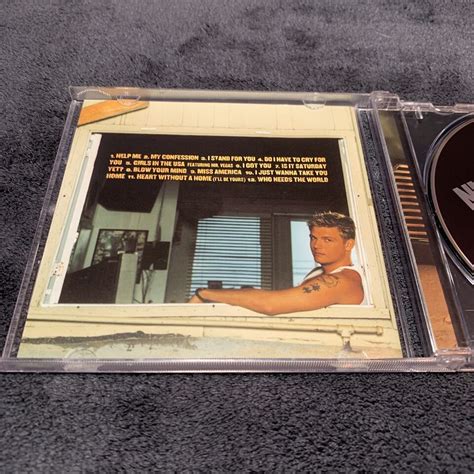 1. HELP ME 2. MY CONFESSION 3. I STAND FOR YOU 4. DO I HAVE TO CRY FOR
YOU 5. GIRLS IN THE USA FEATURING MR. VEGAS 6. I GOT YOU 7. IS IT SATURDAY
YET? 8. BLOW YOUR MIND 9. MISS AMERICA 10. I JUST WANNA TAKE YOU
HOME 11. HEART WITHOUT A HOME (I'LL BE YOURS) 12. WHO NEEDS THE WORLD